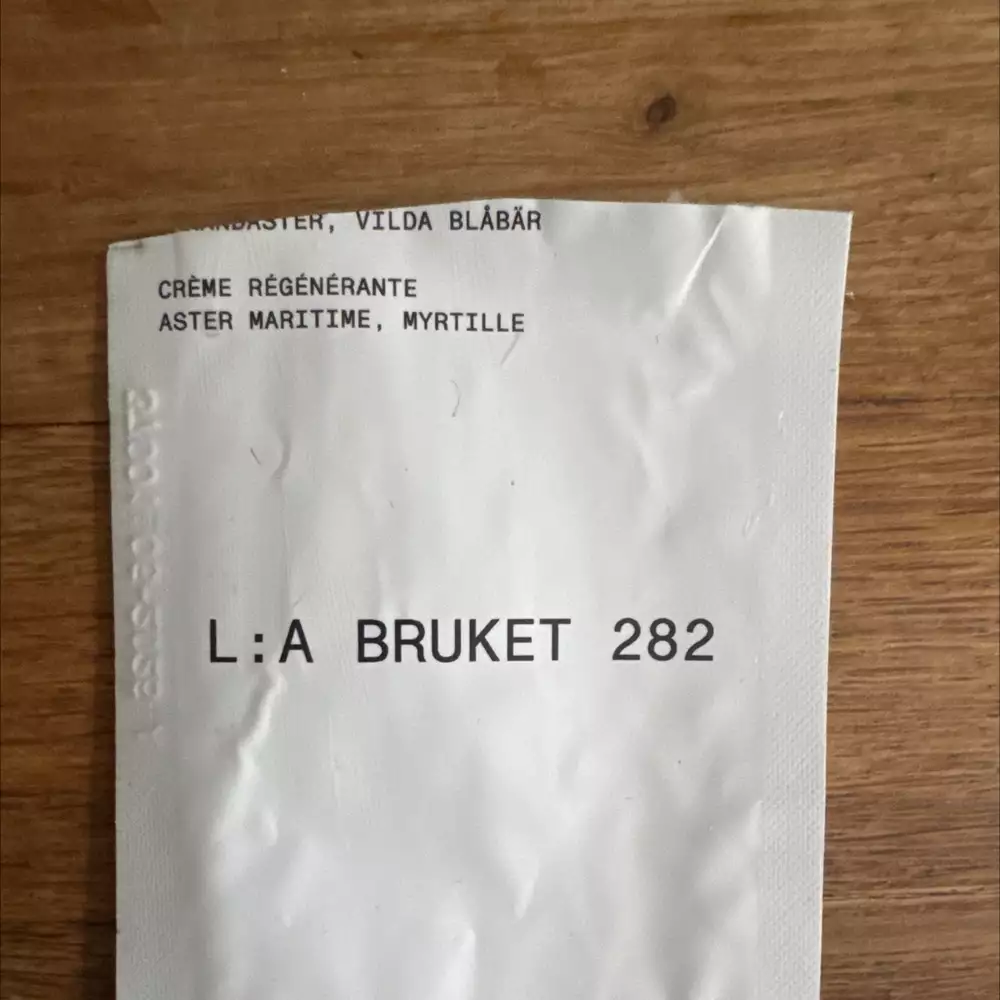 VILDA BLÅBÄR
CRÈME RÉGÉNÉRANTE
ASTER MARITIME, MYRTILLE
L:A BRUKET 282